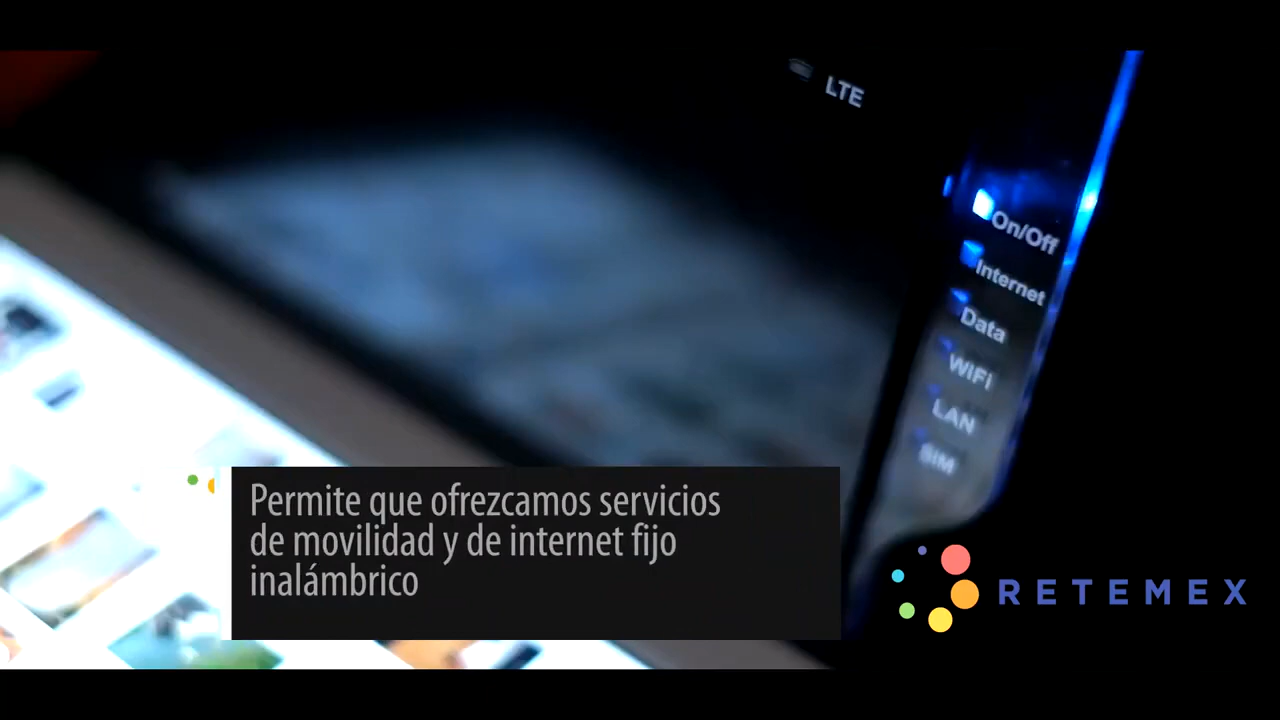 LTE
On/Off
Internet
Data
WiFi
LAN
SIM
Permite que ofrezcamos servicios
de movilidad y de internet fijo
inalámbrico
RETEMEX